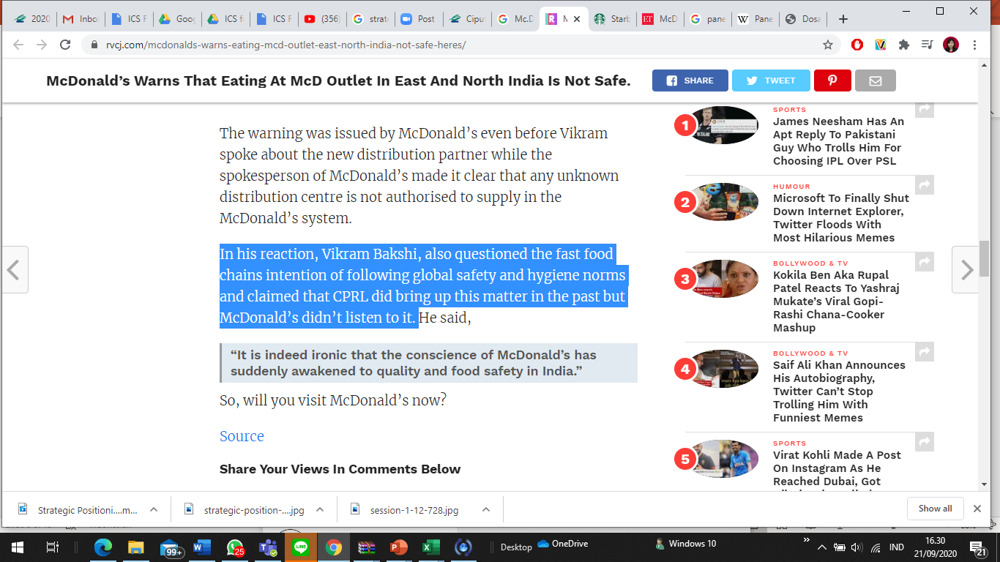 2020
Inbo
ICS F
Goog
ICS f
ICS F
(356)
strate
Post
Ciput
Mc.D
Starb
McD
pane
Pane
Dosa
rvcj.com/mcdonalds-warns-eating-mcd-outlet-east-north-india-not-safe-heres/
McDonald's Warns That Eating At McD Outlet In East And North India Is Not Safe.
SHARE
TWEET
The warning was issued by McDonald's even before Vikram
spoke about the new distribution partner while the
spokesperson of McDonald's made it clear that any unknown
distribution centre is not authorised to supply in the
McDonald's system.
In his reaction, Vikram Bakshi, also questioned the fast food
chains intention of following global safety and hygiene norms
and claimed that CPRL did bring up this matter in the past but
McDonald's didn't listen to it. He said,
“It is indeed ironic that the conscience of McDonald's has
suddenly awakened to quality and food safety in India.”
So, will you visit McDonald's now?
Source
Share Your Views In Comments Below
1
SPORTS
James Neesham Has An
Apt Reply To Pakistani
Guy Who Trolls Him For
Choosing IPL Over PSL
2
HUMOUR
Microsoft To Finally Shut
Down Internet Explorer,
Twitter Floods With
Most Hilarious Memes
3
BOLLYWOOD & TV
Kokila Ben Aka Rupal
Patel Reacts To Yashraj
Mukate's Viral Gopi-
Rashi Chana-Cooker
Mashup
4
BOLLYWOOD & TV
Saif Ali Khan Announces
His Autobiography,
Twitter Can't Stop
Trolling Him With
Funniest Memes
5
SPORTS
Virat Kohli Made A Post
On Instagram As He
Reached Dubai, Got
Strategic Positioni....m...
strategic-position-....jpg
session-1-12-728.jpg
Show all
99+
25
LINE
Desktop
OneDrive
Windows 10
IND
16.30
21/09/2020
21